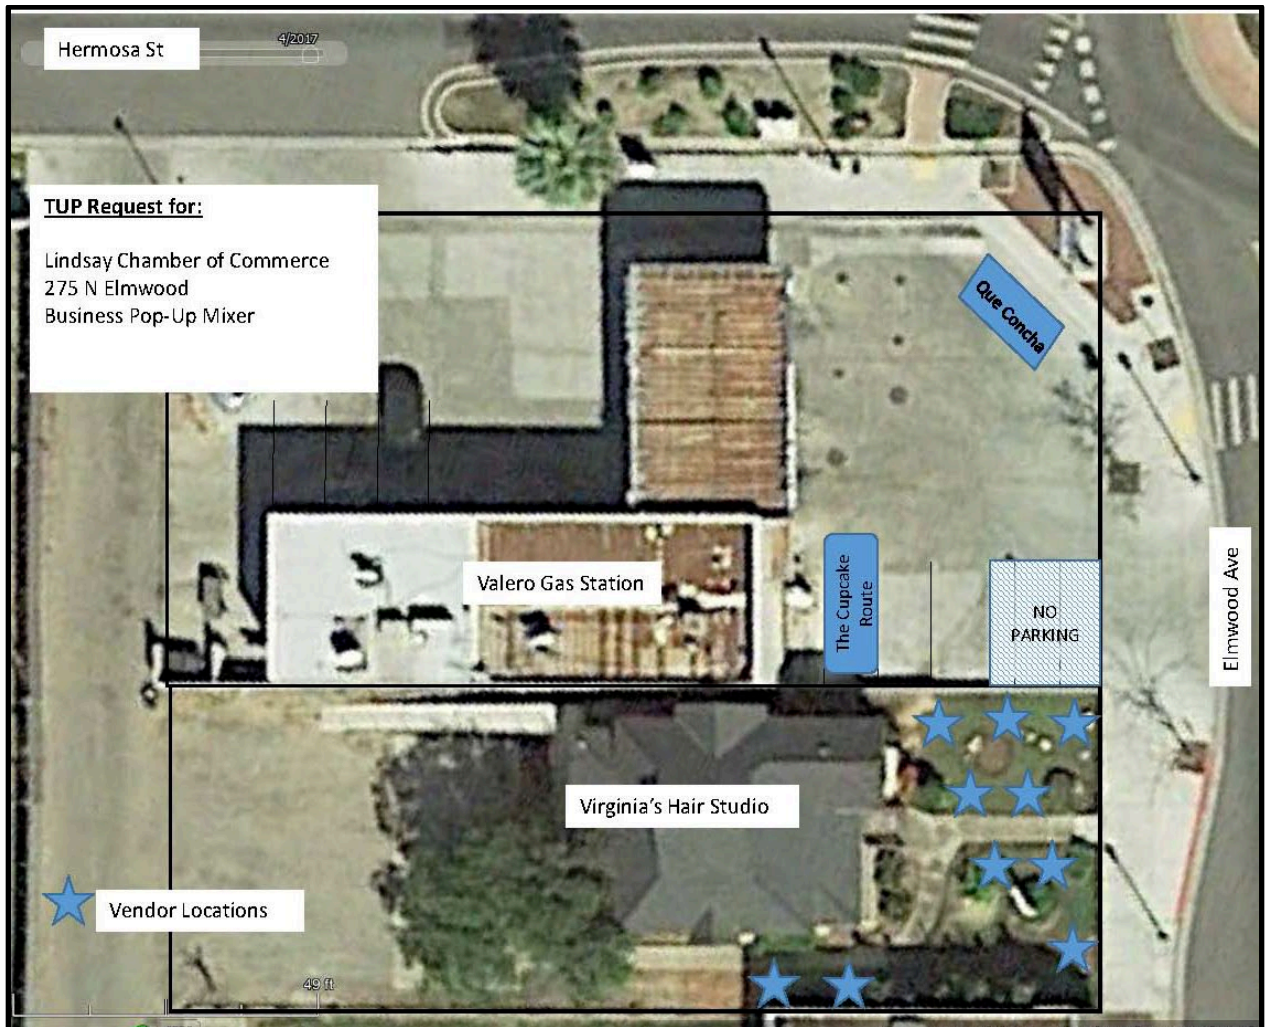 Hermosa St
4/2017
TUP Request for:
Lindsay Chamber of Commerce
275 N Elmwood
Business Pop-Up Mixer
Que Concha
Valero Gas Station
The Cupcake
Route
NO
PARKING
Elmwood Ave
Virginia's Hair Studio
Vendor Locations
49 ft